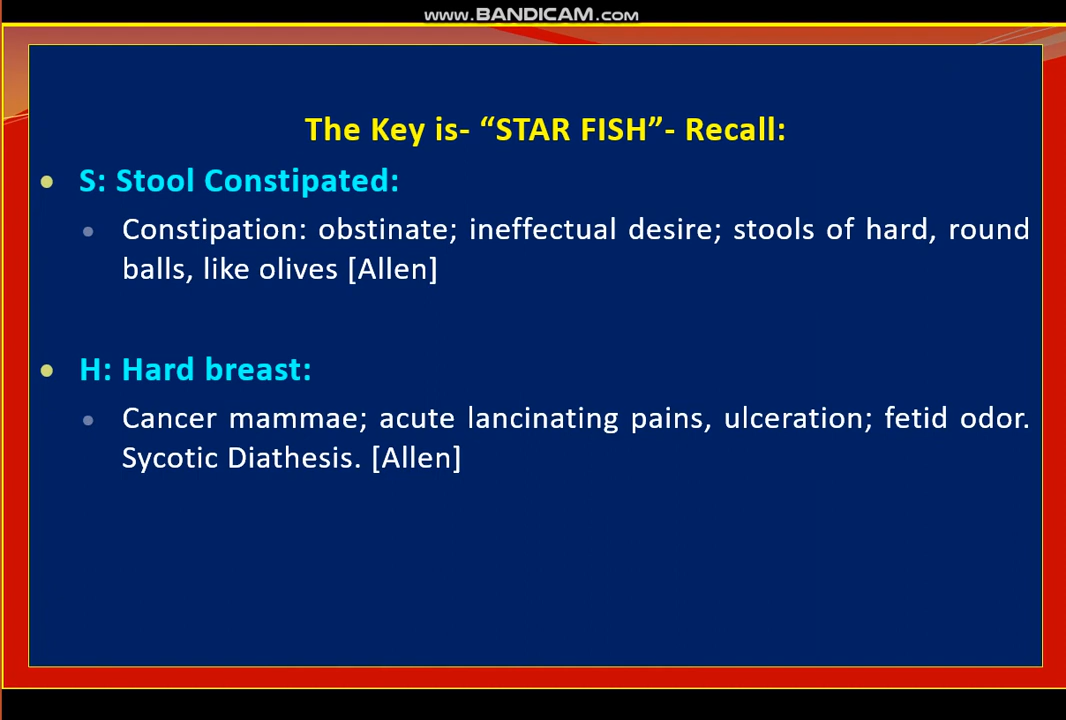 www.BANDICAM.com
The Key is- “STAR FISH”- Recall:
S: Stool Constipated:
Constipation: obstinate; ineffectual desire; stools of hard, round
balls, like olives [Allen]
H: Hard breast:
Cancer mammae; acute lancinating pains, ulceration; fetid odor.
Sycotic Diathesis. [Allen]